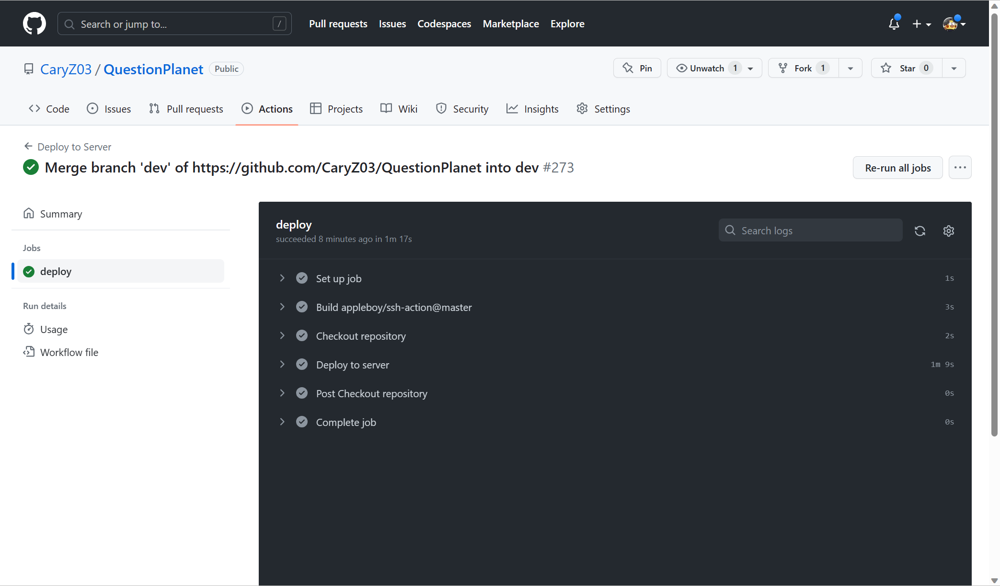 Search or jump to... /
Pull requests Issues Codespaces Marketplace Explore
CaryZ03 / QuestionPlanet Public
Pin Unwatch 1 Fork 1 Star 0
Code Issues Pull requests Actions Projects Wiki Security Insights Settings
Deploy to Server
Merge branch 'dev' of https://github.com/CaryZ03/QuestionPlanet into dev #273
Re-run all jobs
Summary
Jobs
deploy
Run details
Usage
Workflow file
deploy
succeeded 8 minutes ago in 1m 17s
Search logs
Set up job 1s
Build appleboy/ssh-action@master 3s
Checkout repository 2s
Deploy to server 1m 9s
Post Checkout repository 0s
Complete job 0s